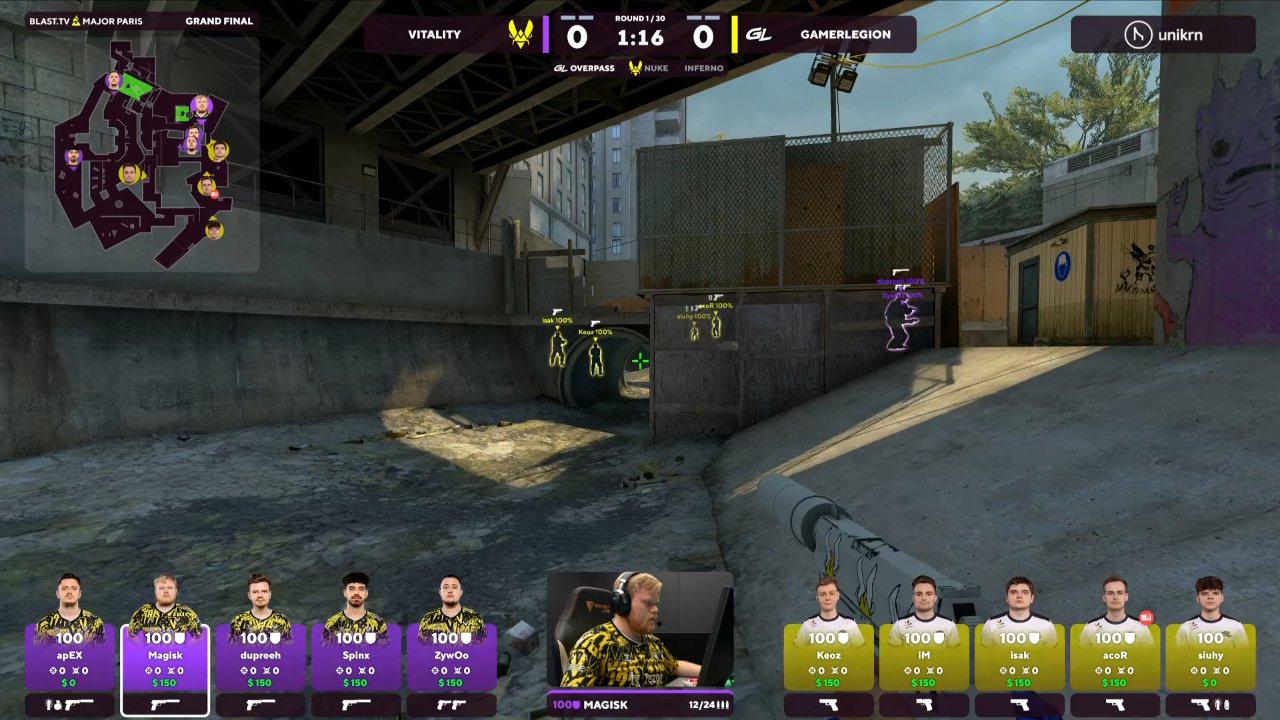 BLAST.TV MAJOR PARIS GRAND FINAL
VITALITY 0 ROUND 1 / 30 1:16 0 GL GAMERLEGION
unikrn
GL OVERPASS NUKE INFERNO
dupreeh 100%
ZywOo 100%
acoR 100%
siuhy 100%
isak 100%
Keoz 100%
100 apEX 0 0 $ 0
100 Magisk 0 0 $ 150
100 dupreeh 0 0 $ 150
100 Spinx 0 0 $ 150
100 ZywOo 0 0 $ 150
100 MAGISK 12/24
100 Keoz 0 0 $ 150
100 iM 0 0 $ 150
100 isak 0 0 $ 150
100 acoR 0 0 $ 150
100 siuhy 0 0 $ 0